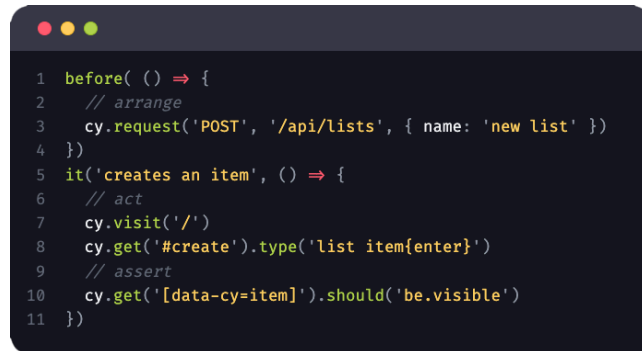 1 before( () => {
2 // arrange
3 cy.request('POST', '/api/lists', { name: 'new list' })
4 })
5 it('creates an item', () => {
6 // act
7 cy.visit('/')
8 cy.get('#create').type('list item{enter}')
9 // assert
10 cy.get('[data-cy=item]').should('be.visible')
11 })